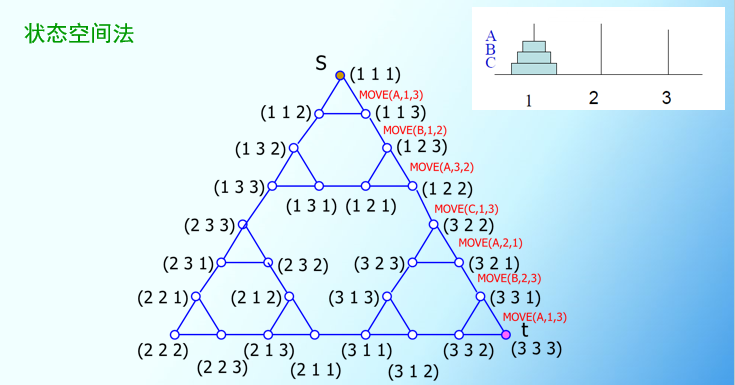 状态空间法
A
B
C
1 2 3
S
(1 1 1)
MOVE(A,1,3)
(1 1 2) (1 1 3)
MOVE(B,1,2)
(1 3 2) (1 2 3)
MOVE(A,3,2)
(1 3 3) (1 2 2)
(1 3 1) (1 2 1)
MOVE(C,1,3)
(2 3 3) (3 2 2)
MOVE(A,2,1)
(2 3 1) (2 3 2) (3 2 3) (3 2 1)
MOVE(B,2,3)
(2 2 1) (2 1 2) (3 1 3) (3 3 1)
MOVE(A,1,3)
t
(2 2 2) (2 1 3) (3 1 1) (3 3 2) (3 3 3)
(2 2 3) (2 1 1) (3 1 2)